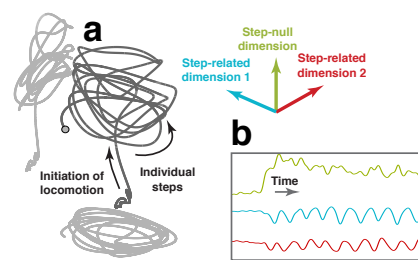 a
Step-null
dimension
Step-related
dimension 1
Step-related
dimension 2
Initiation of
locomotion
Individual
steps
b
Time